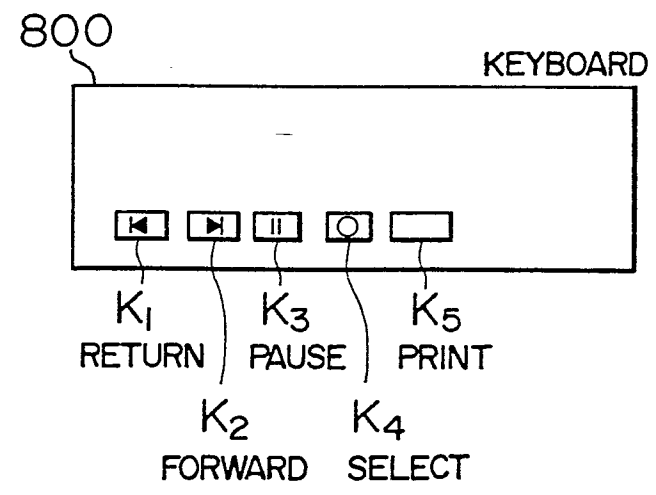 800
KEYBOARD
K1 K3 K5
RETURN PAUSE PRINT
K2 K4
FORWARD SELECT